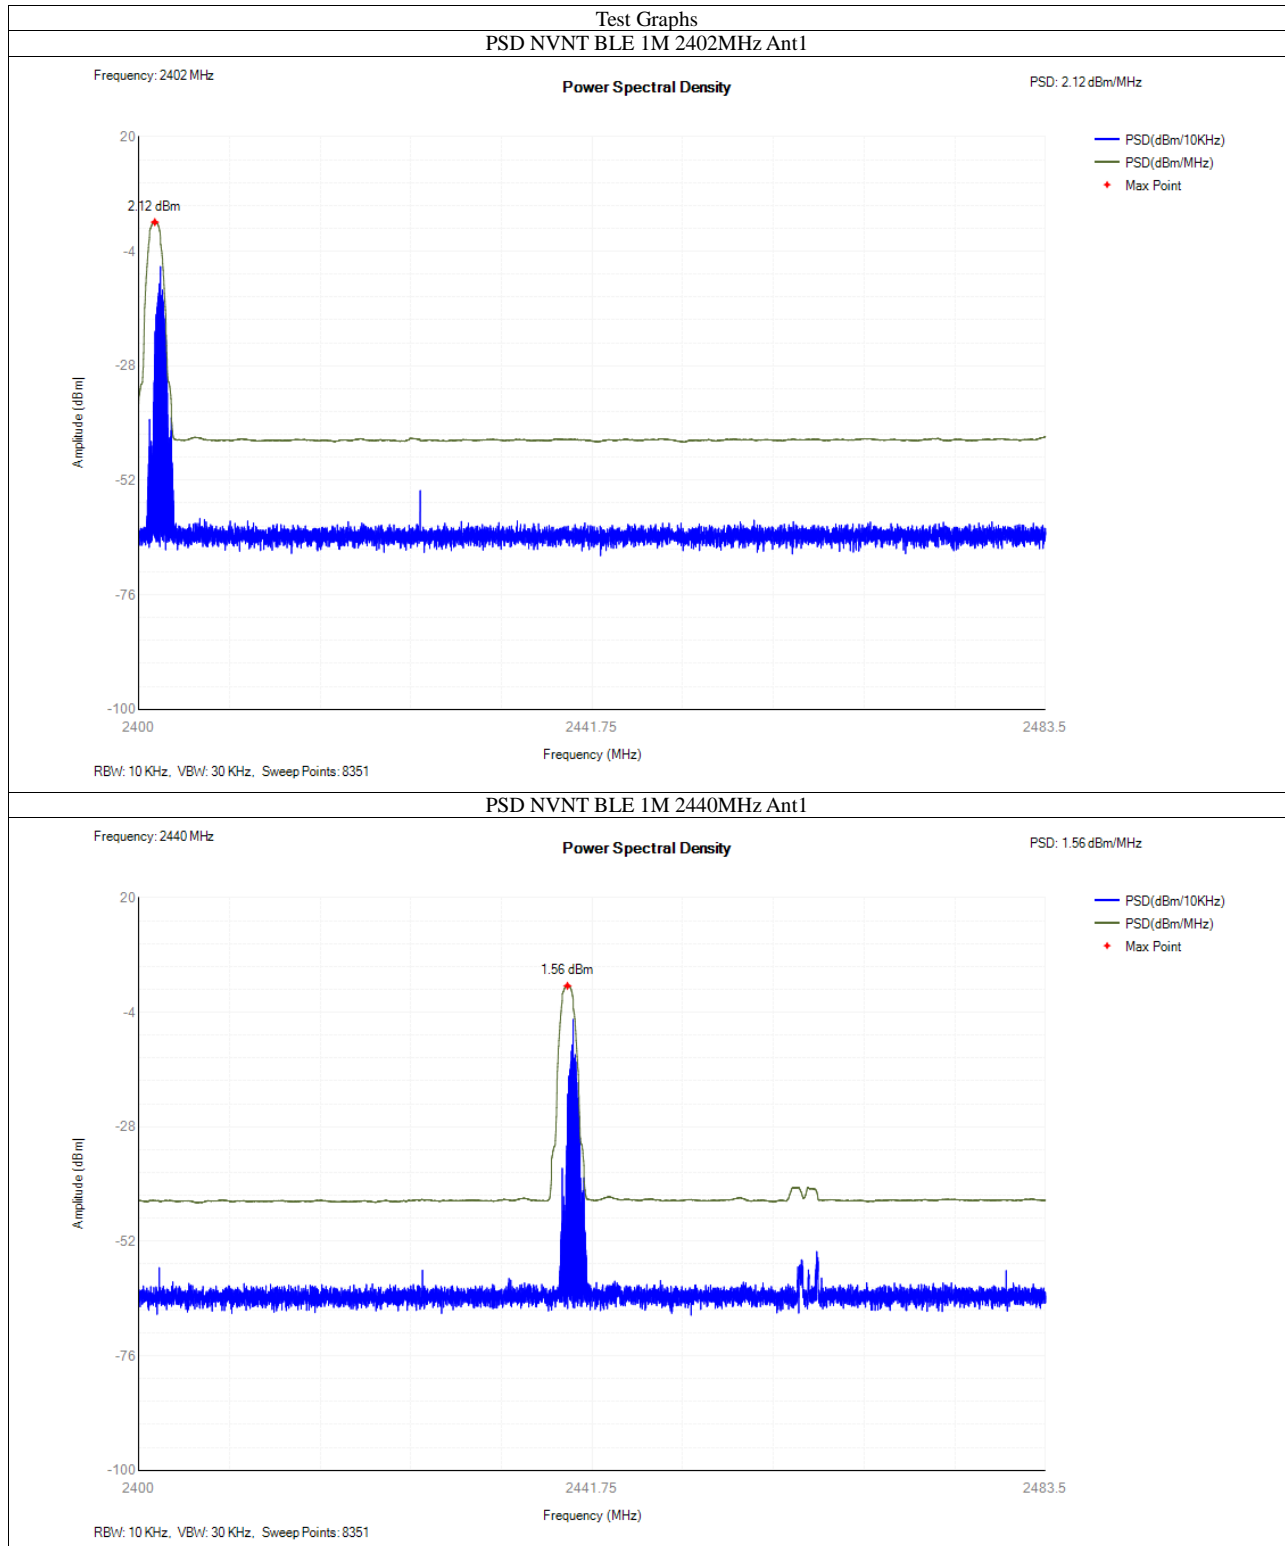 Test Graphs
PSD NVNT BLE 1M 2402MHz Ant1
Frequency: 2402 MHz
Power Spectral Density
PSD: 2.12 dBm/MHz
20
PSD(dBm/10KHz)
PSD(dBm/MHz)
Max Point
2.12 dBm
-4
-28
Amplitude (dBm)
-52
-76
-100
2400
2441.75
2483.5
Frequency (MHz)
RBW: 10 KHz, VBW: 30 KHz, Sweep Points: 8351
PSD NVNT BLE 1M 2440MHz Ant1
Frequency: 2440 MHz
Power Spectral Density
PSD: 1.56 dBm/MHz
20
PSD(dBm/10KHz)
PSD(dBm/MHz)
Max Point
1.56 dBm
-4
-28
Amplitude (dBm)
-52
-76
-100
2400
2441.75
2483.5
Frequency (MHz)
RBW: 10 KHz, VBW: 30 KHz, Sweep Points: 8351